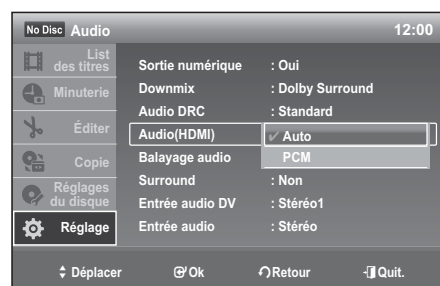 No Disc Audio 12:00
List des titres
Minuterie
Éditer
Copie
Réglages du disque
Réglage
Sortie numérique : Oui
Downmix : Dolby Surround
Audio DRC : Standard
Audio(HDMI) ✓ Auto
PCM
Balayage audio
Surround : Non
Entrée audio DV : Stéréo1
Entrée audio : Stéréo
Déplacer Ok Retour Quit.